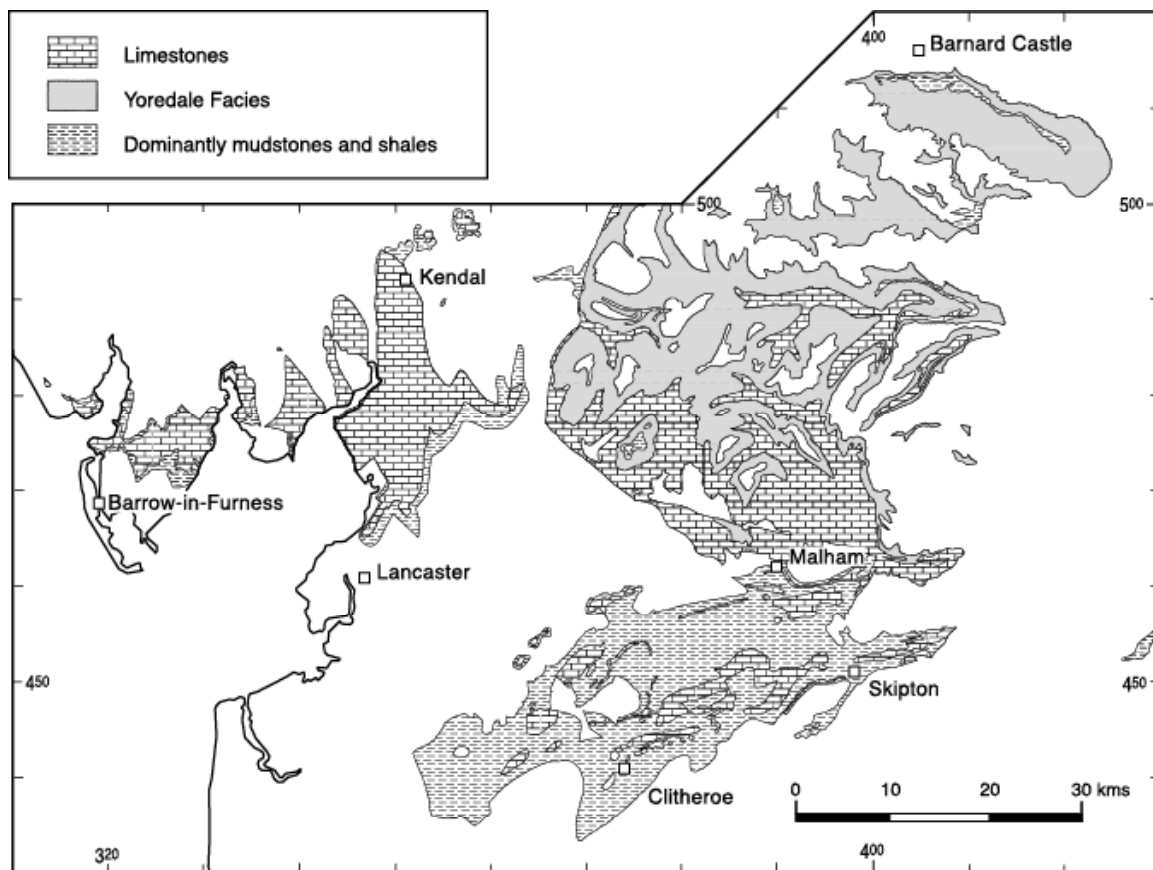 Limestones
Yoredale Facies
Dominantly mudstones and shales
400
Barnard Castle
500
500
Kendal
Barrow-in-Furness
Lancaster
Malham
450
Skipton
450
Clitheroe
0 10 20 30 kms
320
400